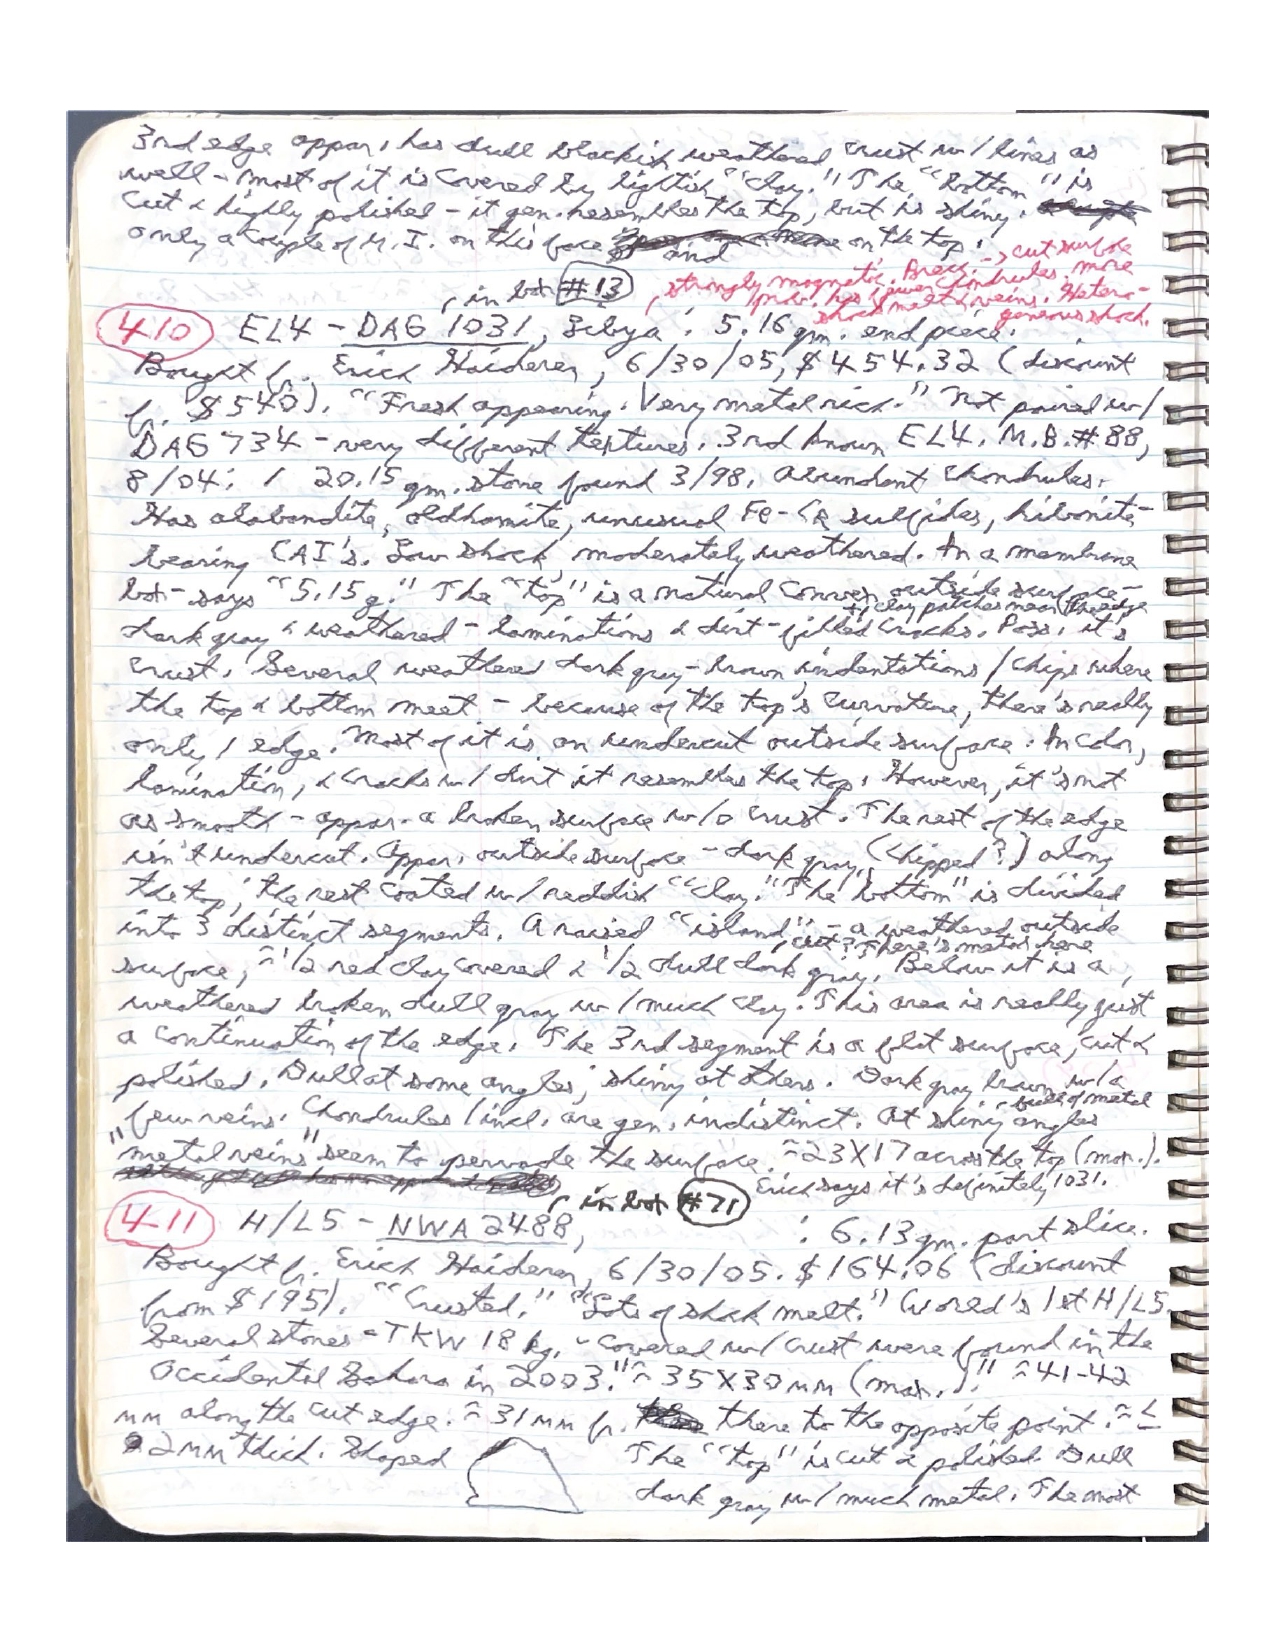 3rd edge appar. has dull blackish weathered crust w/ lines as
well - most of it is covered by lightish "clay." The "bottom" is
cut & highly polished - it gen. resembles the top, but is shiny.
only a couple of M.I. on this face and on the top.
strongly magnetic. Brecc. → cut surface
prev. has fewer chondrules, more
shock melt & veins. Hetero-
geneous shock.
, in box #13
410 EL4 - DAG 1031, Libya : 5.16 gm. end piece.
Bought fr. Erick Haiderer, 6/30/05, $454.32 (discount
fr. $540). "Fresh appearing. Very metal rich." Not paired w/
DAG 734 - very different textures. 3rd known EL4. M.B. #88,
8/04: 1 20.15 gm. stone found 3/98. Abundant chondrules.
Has alabandite, oldhamite, unusual Fe-Cr sulfides, hibonite-
bearing CAI's. Low shock, moderately weathered. In a membrane
box - says "5.15 g." The "top" is a natural convex outside surface -
+ / clay patches near the edge
dark gray & weathered - laminations & dirt-filled cracks. Poss. it's
crust. Several weathered dark gray-brown indentations / chips where
the top & bottom meet - because of the top's curvature, there's really
only 1 edge. Most of it is an undercut outside surface. In color,
lamination, & cracks w/ dirt it resembles the top. However, it's not
as smooth - appar. a broken surface w/o crust. The rest of the edge
isn't undercut. Appar. outside surface - dark gray (chipped?) along
the top; the rest coated w/ reddish "clay." The "bottom" is divided
into 3 distinct segments. A raised "island" - a weathered outside
, cut? There's metal here
surface, ~1/2 red clay covered & 1/2 dull dark gray. Below it is a
weathered broken dull gray w/ much clay. This area is really just
a continuation of the edge. The 3rd segment is a flat surface, cut &
polished. Dull at some angles; shiny at others. Dark gray brown w/ a
few veins. Chondrules / incl. are gen. indistinct. At shiny angles
full of metal
"metal veins" seem to pervade the surface. ~23X17 across the top (max.).
Erick says it's definitely 1031.
, in box #71
411 H/L5 - NWA 2488, : 6.13 gm. part slice.
Bought fr. Erick Haiderer, 6/30/05. $164.06 (discount
from $195). "Crusted." "Lots of shock melt." (World's 1st H/L5.
Several stones - TKW 18 kg. - covered w/ crust were found in the
Occidental Sahara in 2003." ~35X30 mm (max.)." ~41-42
mm along the cut edge. ~31 mm fr. there to the opposite point. ~≤
2 mm thick. Shaped
The "top" is cut & polished. Dull
dark gray w/ much metal. The most